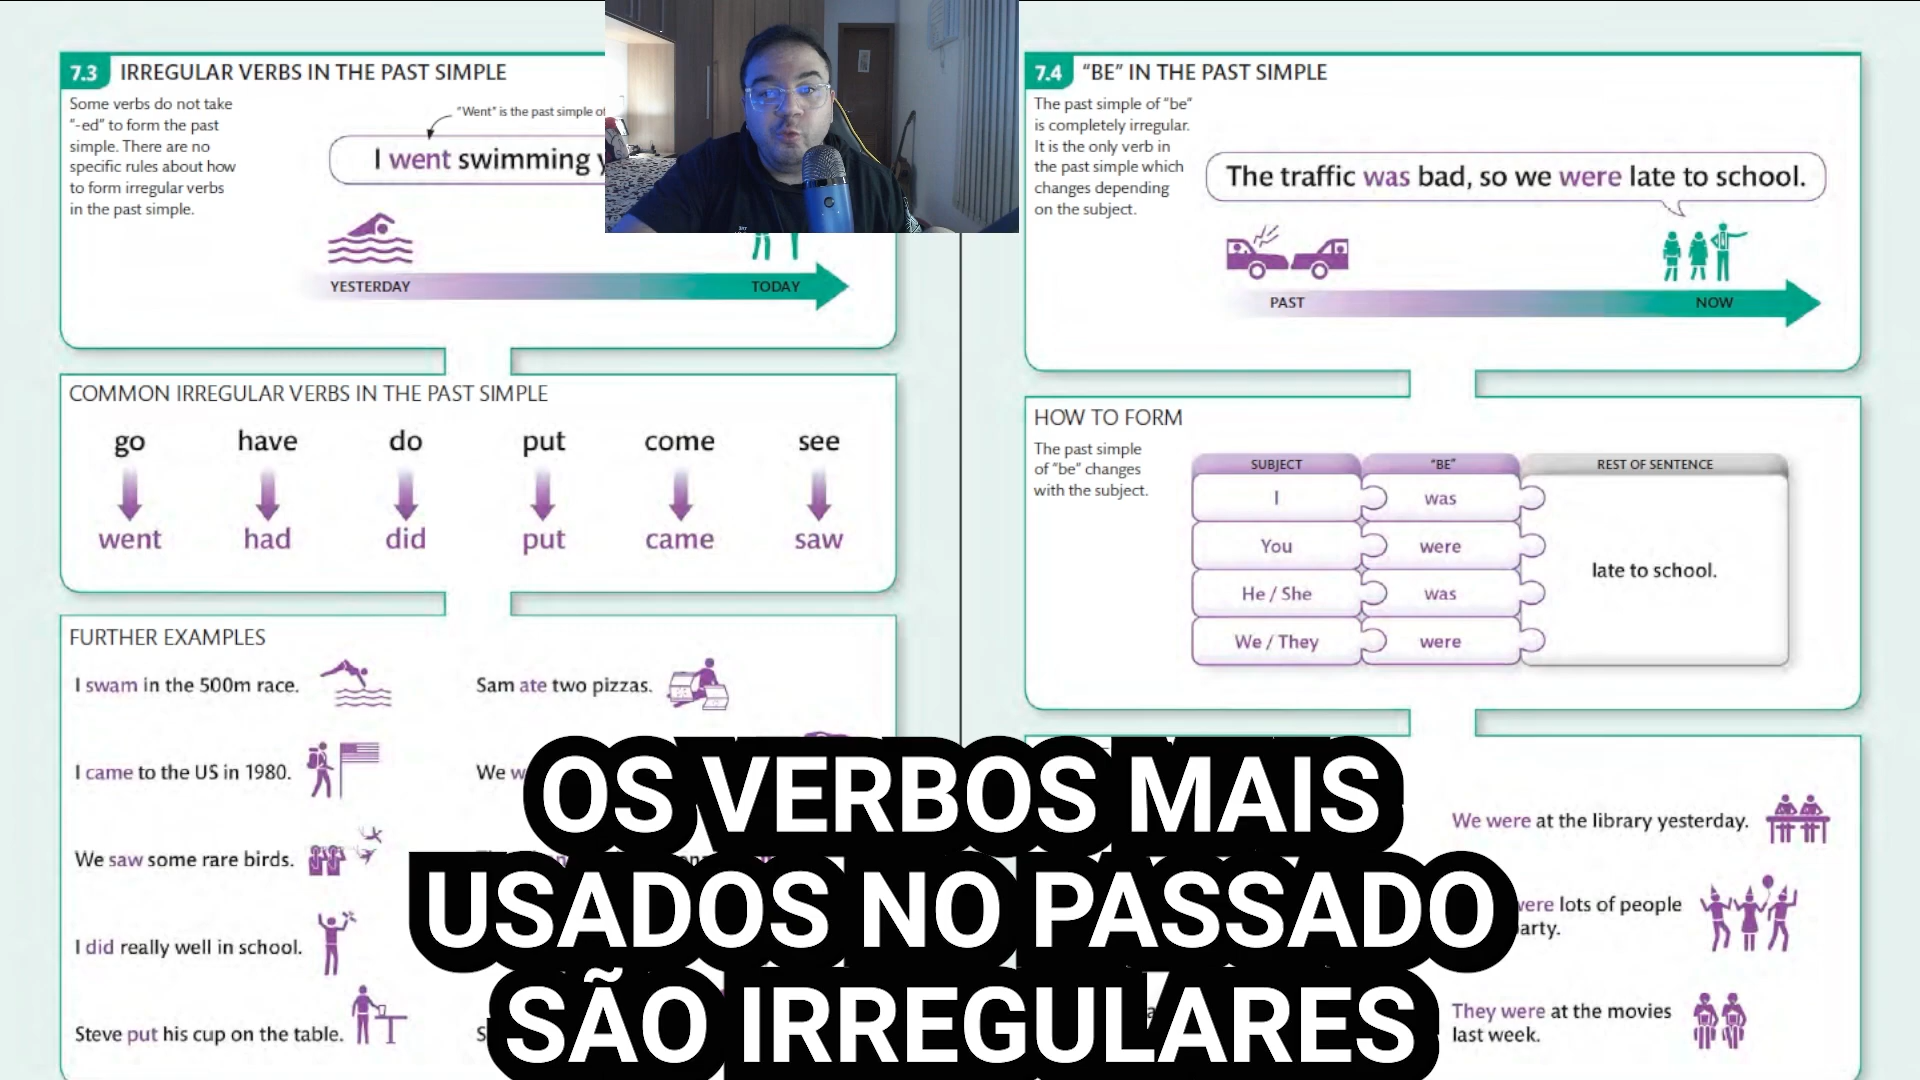 7.3 IRREGULAR VERBS IN THE PAST SIMPLE
Some verbs do not take
"-ed" to form the past
simple. There are no
specific rules about how
to form irregular verbs
in the past simple.
"Went" is the past simple of
I went swimming
YESTERDAY
TODAY
COMMON IRREGULAR VERBS IN THE PAST SIMPLE
go have do put come see
went had did put came saw
FURTHER EXAMPLES
I swam in the 500m race.
Sam ate two pizzas.
I came to the US in 1980.
We
We saw some rare birds.
I did really well in school.
Steve put his cup on the table.
7.4 “BE” IN THE PAST SIMPLE
The past simple of "be"
is completely irregular.
It is the only verb in
the past simple which
changes depending
on the subject.
The traffic was bad, so we were late to school.
PAST
NOW
HOW TO FORM
The past simple
of "be" changes
with the subject.
SUBJECT "BE" REST OF SENTENCE
I was
You were
late to school.
He / She was
We / They were
We were at the library yesterday.
were lots of people
They were at the movies
last week.
OS VERBOS MAIS
USADOS NO PASSADO
SÃO IRREGULARES